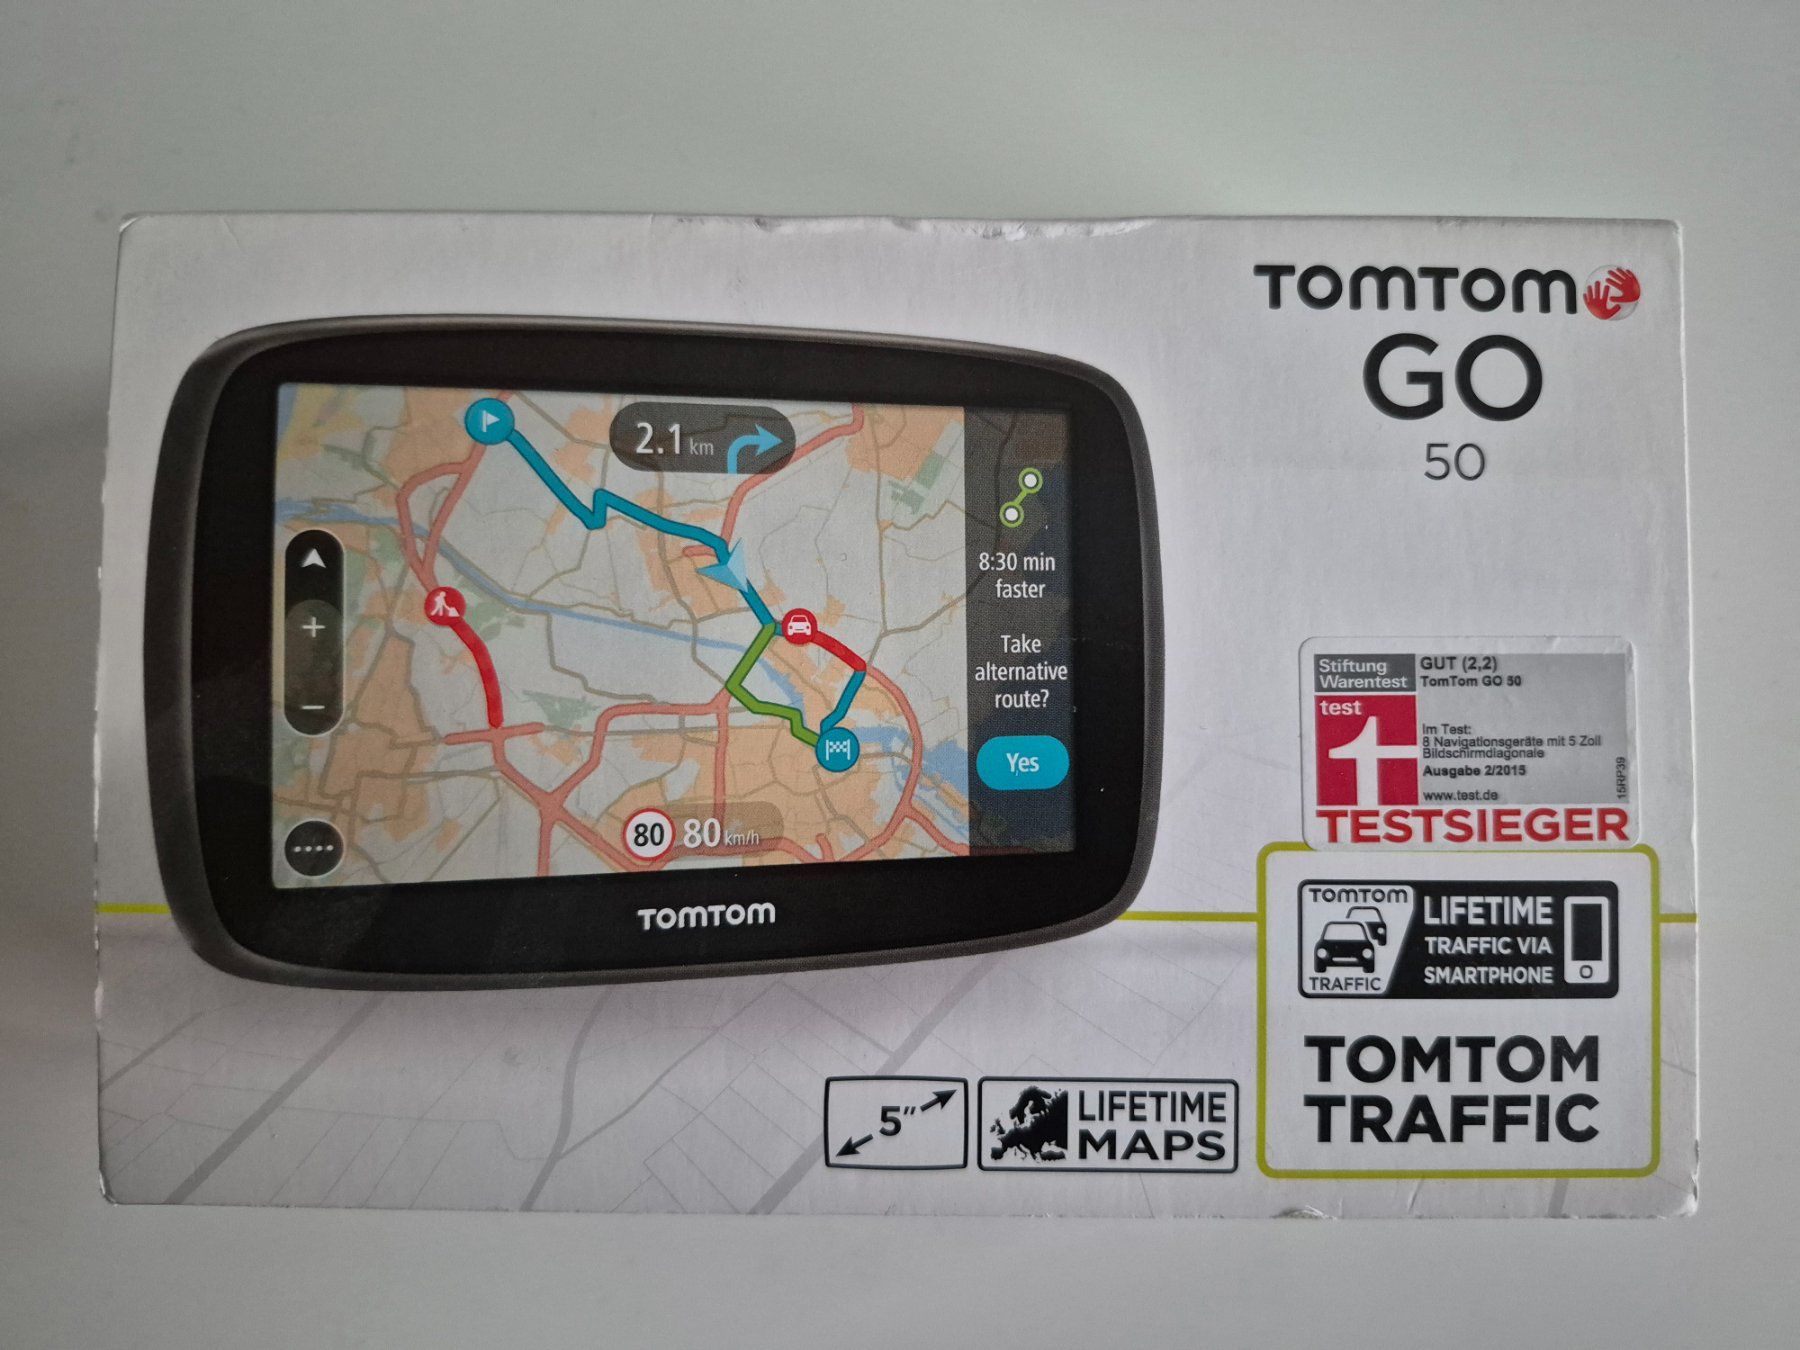 TOMTOM
GO
50
2.1 km
8:30 min
faster
Take
alternative
route?
Yes
80 80 km/h
TOMTOM
Stiftung
Warentest
GUT (2,2)
TomTom GO 50
test
Im Test:
8 Navigationsgeräte mit 5 Zoll
Bildschirmdiagonale
Ausgabe 2/2015
www.test.de
15RP39
TESTSIEGER
TOMTOM
TRAFFIC
LIFETIME
TRAFFIC VIA
SMARTPHONE
TOMTOM
TRAFFIC
5"
LIFETIME
MAPS